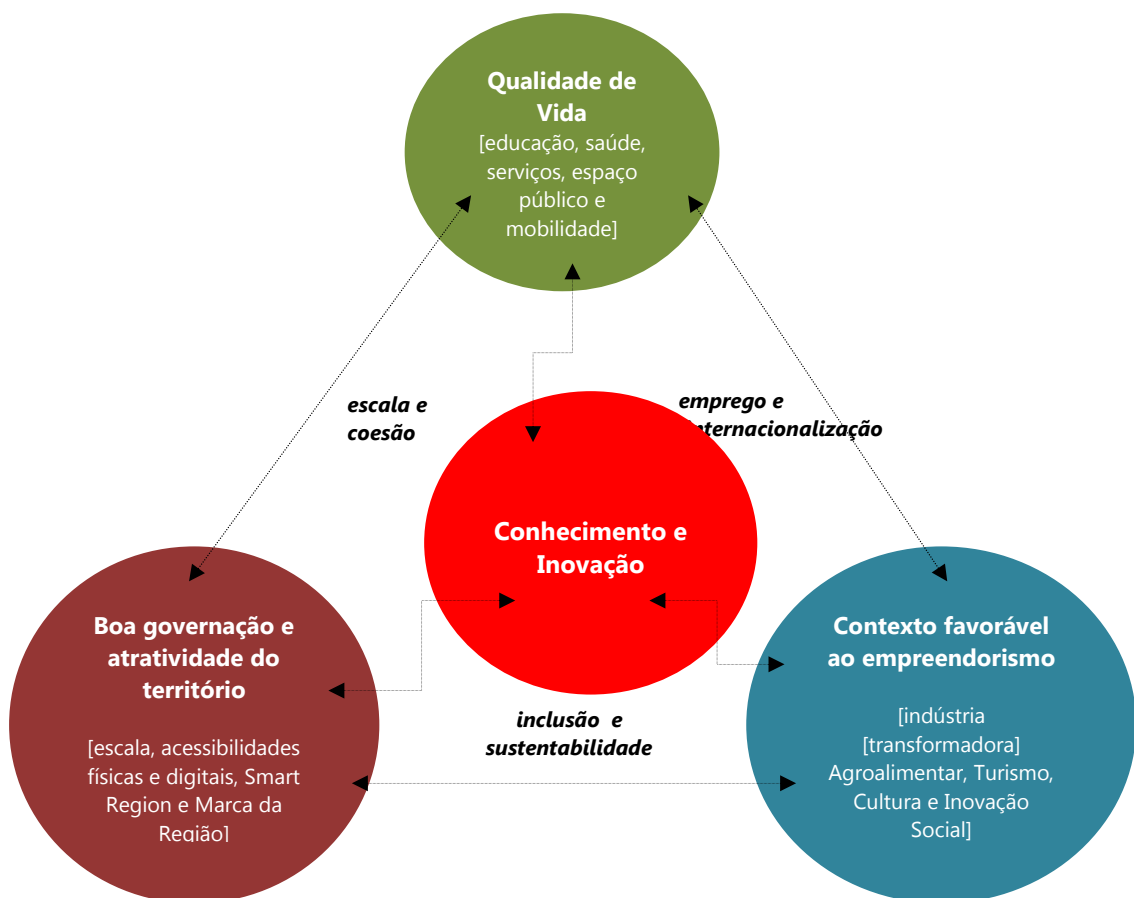 Qualidade de
Vida
[educação, saúde,
serviços, espaço
público e
mobilidade]
escala e
coesão
emprego e
internacionalização
Conhecimento e
Inovação
Boa governação e
atratividade do
território
[escala, acessibilidades
físicas e digitais, Smart
Region e Marca da
Região]
Contexto favorável
ao empreendorismo
[indústria
[transformadora]
Agroalimentar, Turismo,
Cultura e Inovação
Social]
inclusão e
sustentabilidade